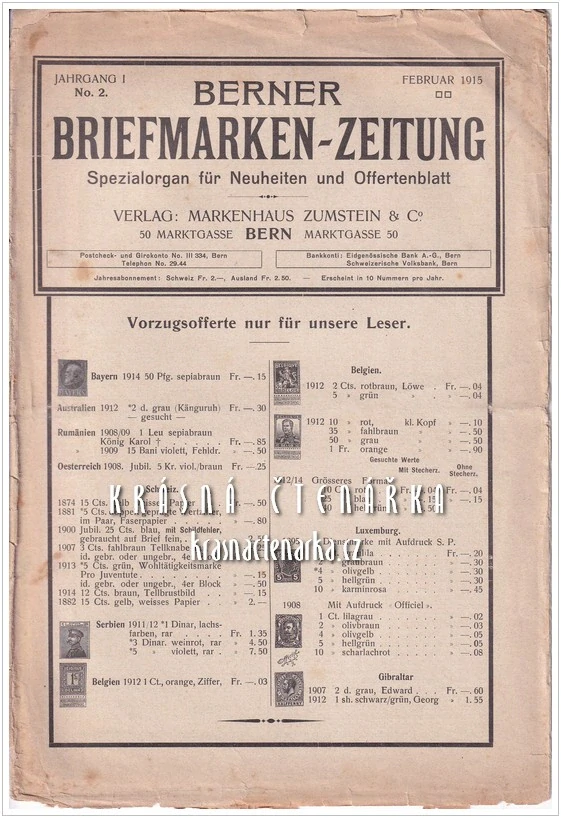 JAHRGANG I
No. 2.
FEBRUAR 1915
BERNER
BRIEFMARKEN-ZEITUNG
Spezialorgan für Neuheiten und Offertenblatt
VERLAG: MARKENHAUS ZUMSTEIN & Co
50 MARKTGASSE BERN MARKTGASSE 50
Postcheck- und Girokonto No. III 334, Bern
Telephon No. 29.44
Bankkonti: Eidgenössische Bank A.-G., Bern
Schweizerische Volksbank, Bern
Jahresabonnement: Schweiz Fr. 2.—, Ausland Fr. 2.50. — Erscheint in 10 Nummern pro Jahr.
Vorzugsofferte nur für unsere Leser.
Bayern 1914 50 Pfg. sepiabraun Fr. —. 15
Australien 1912 *2 d. grau (Känguruh) Fr. —. 30
— gesucht —
Rumänien 1908/09 1 Leu sepiabraun
König Karol † . . . . . Fr. —. 85
» 1909 15 Bani violett, Fehldr. » —. 50
Oesterreich 1908. Jubil. 5 Kr. viol./braun Fr. —. 25
Schweiz.
1874 15 Cts. Papier Fr. —. 50
1881 *5 Cts.
im Paar, Faserpapier . . . » —. 80
1900 Jubil. 25 Cts. blau, mit Schildfehler,
gebraucht auf Brief
1907 3 Cts. fahlbraun Tellknabe
id. gebr. oder ungebr.,
1913 *5 Cts. grün, Wohltätigkeitsmarke
Pro Juventute . . . . . » —. 15
id. gebr. oder ungebr., 4er Block » —. 50
1914 12 Cts. braun, Tellbrustbild . » —. 15
1882 15 Cts. gelb, weisses Papier . » 2. —
Serbien 1911/12 *1 Dinar, lachs-
farben, rar . . . . Fr. 1. 35
*3 Dinar. weinrot, rar » 4. 50
*5 » violett, rar . » 7. 50
Belgien 1912 1 Ct., orange, Ziffer, Fr. —. 03
Belgien.
1912 2 Cts. rotbraun, Löwe . Fr. —. 04
5 » grün . . . » —. 04
1912 10 » rot, kl. Kopf » —. 10
35 » fahlbraun . . » —. 50
50 » grau . . . » —. 50
1 Fr. orange . . . » —. 90
Gesuchte Werte
Mit Stecherz. Ohne
Stecherz.
Grösseres
Luxemburg.
mit Aufdruck S. P.
Fr. —. 20
» *4 » graubraun » —. 30
*4 » olivgelb . . » —. 30
5 » hellgrün . . » —. 30
10 » karminrosa . . » —. 45
1908 Mit Aufdruck «Officiel».
1 Ct. lilagrau . . . . » —. 02
2 » olivbraun . . . » —. 03
4 » olivgelb . . . » —. 05
5 » hellgrün . . . » —. 05
10 » scharlachrot . . » —. 08
Gibraltar
1907 2 d. grau, Edward . . . Fr. —. 60
1912 1 sh. schwarz/grün, Georg » 1. 55
KRÁSNÁ ČTENÁŘKA
krasnactenarka.cz